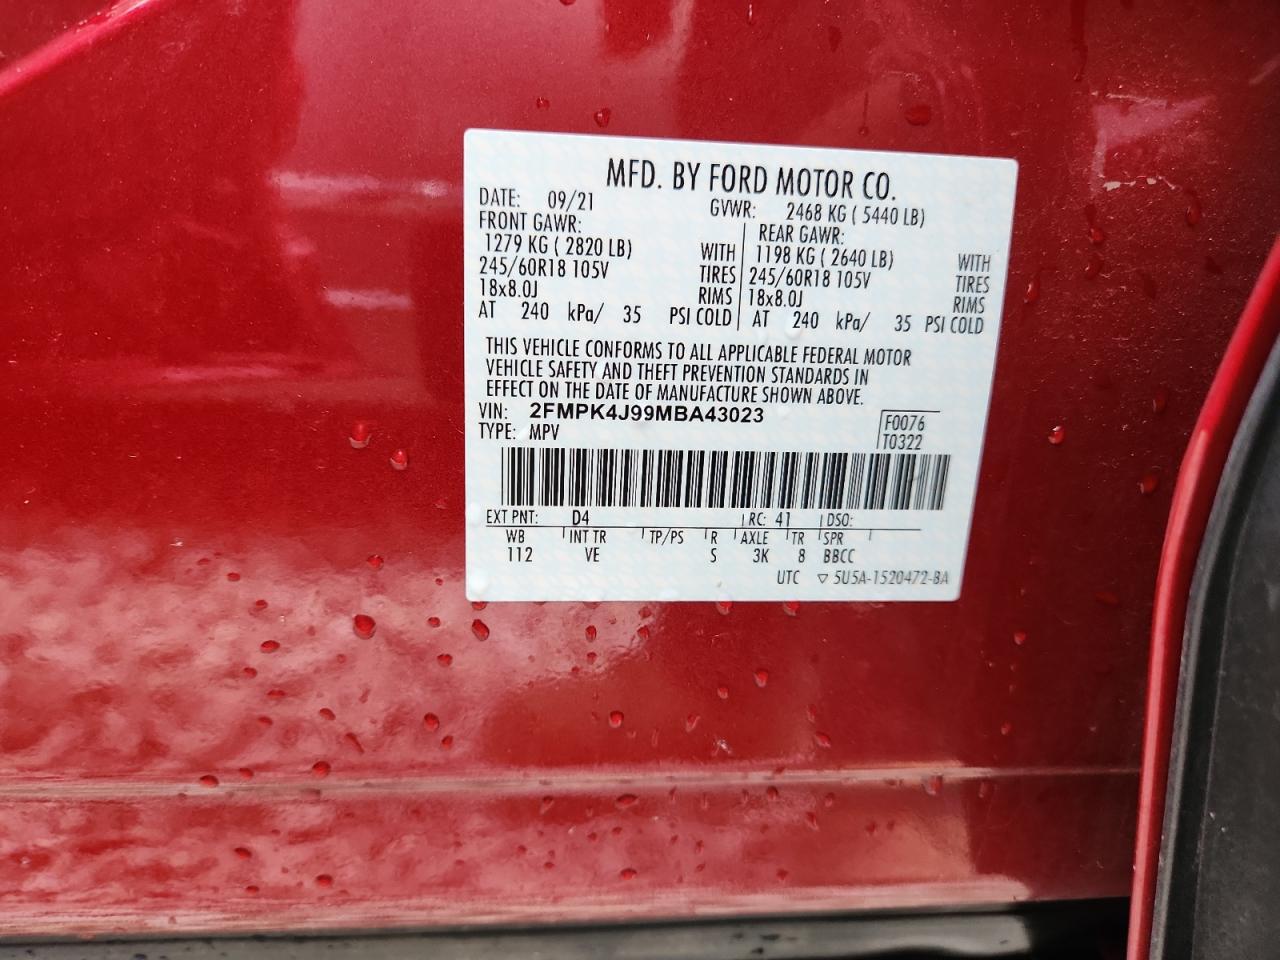 MFD. BY FORD MOTOR CO.
DATE: 09/21 GVWR: 2468 KG ( 5440 LB)
FRONT GAWR: REAR GAWR:
1279 KG ( 2820 LB) WITH 1198 KG ( 2640 LB) WITH
245/60R18 105V TIRES 245/60R18 105V TIRES
18x8.0J RIMS 18x8.0J RIMS
AT 240 kPa/ 35 PSI COLD AT 240 kPa/ 35 PSI COLD
THIS VEHICLE CONFORMS TO ALL APPLICABLE FEDERAL MOTOR
VEHICLE SAFETY AND THEFT PREVENTION STANDARDS IN
EFFECT ON THE DATE OF MANUFACTURE SHOWN ABOVE.
VIN: 2FMPK4J99MBA43023 F0076
TYPE: MPV T0322
EXT PNT: D4 RC: 41 DSO:
WB INT TR TP/PS R AXLE TR SPR
112 VE S 3K 8 BBCC
UTC ▽ 5U5A-1520472-BA